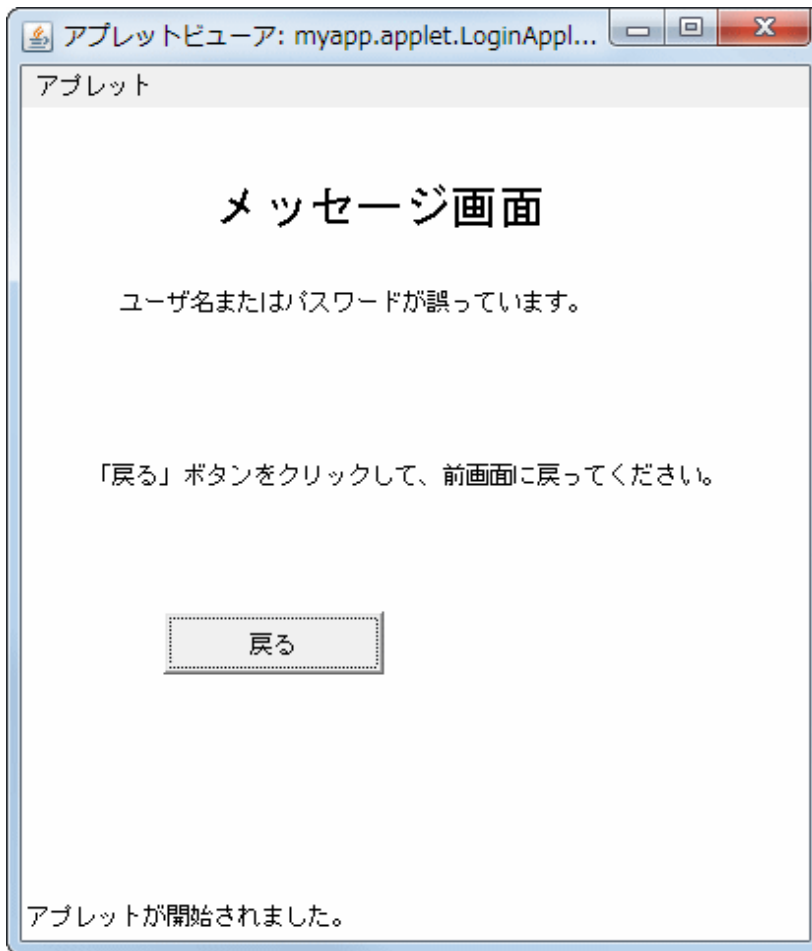 アプレットビューア: myapp.applet.LoginAppl...
アプレット
メッセージ画面
ユーザ名またはパスワードが誤っています。
「戻る」ボタンをクリックして、前画面に戻ってください。
戻る
アプレットが開始されました。